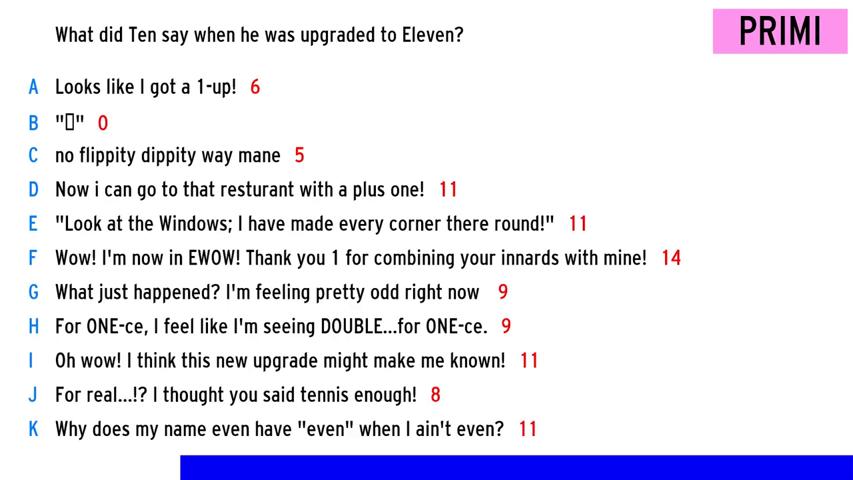 What did Ten say when he was upgraded to Eleven?
PRIMI
A Looks like I got a 1-up! 6
B "▯" 0
C no flippity dippity way mane 5
D Now i can go to that resturant with a plus one! 11
E "Look at the Windows; I have made every corner there round!" 11
F Wow! I'm now in EWOW! Thank you 1 for combining your innards with mine! 14
G What just happened? I'm feeling pretty odd right now 9
H For ONE-ce, I feel like I'm seeing DOUBLE...for ONE-ce. 9
I Oh wow! I think this new upgrade might make me known! 11
J For real...!? I thought you said tennis enough! 8
K Why does my name even have "even" when I ain't even? 11